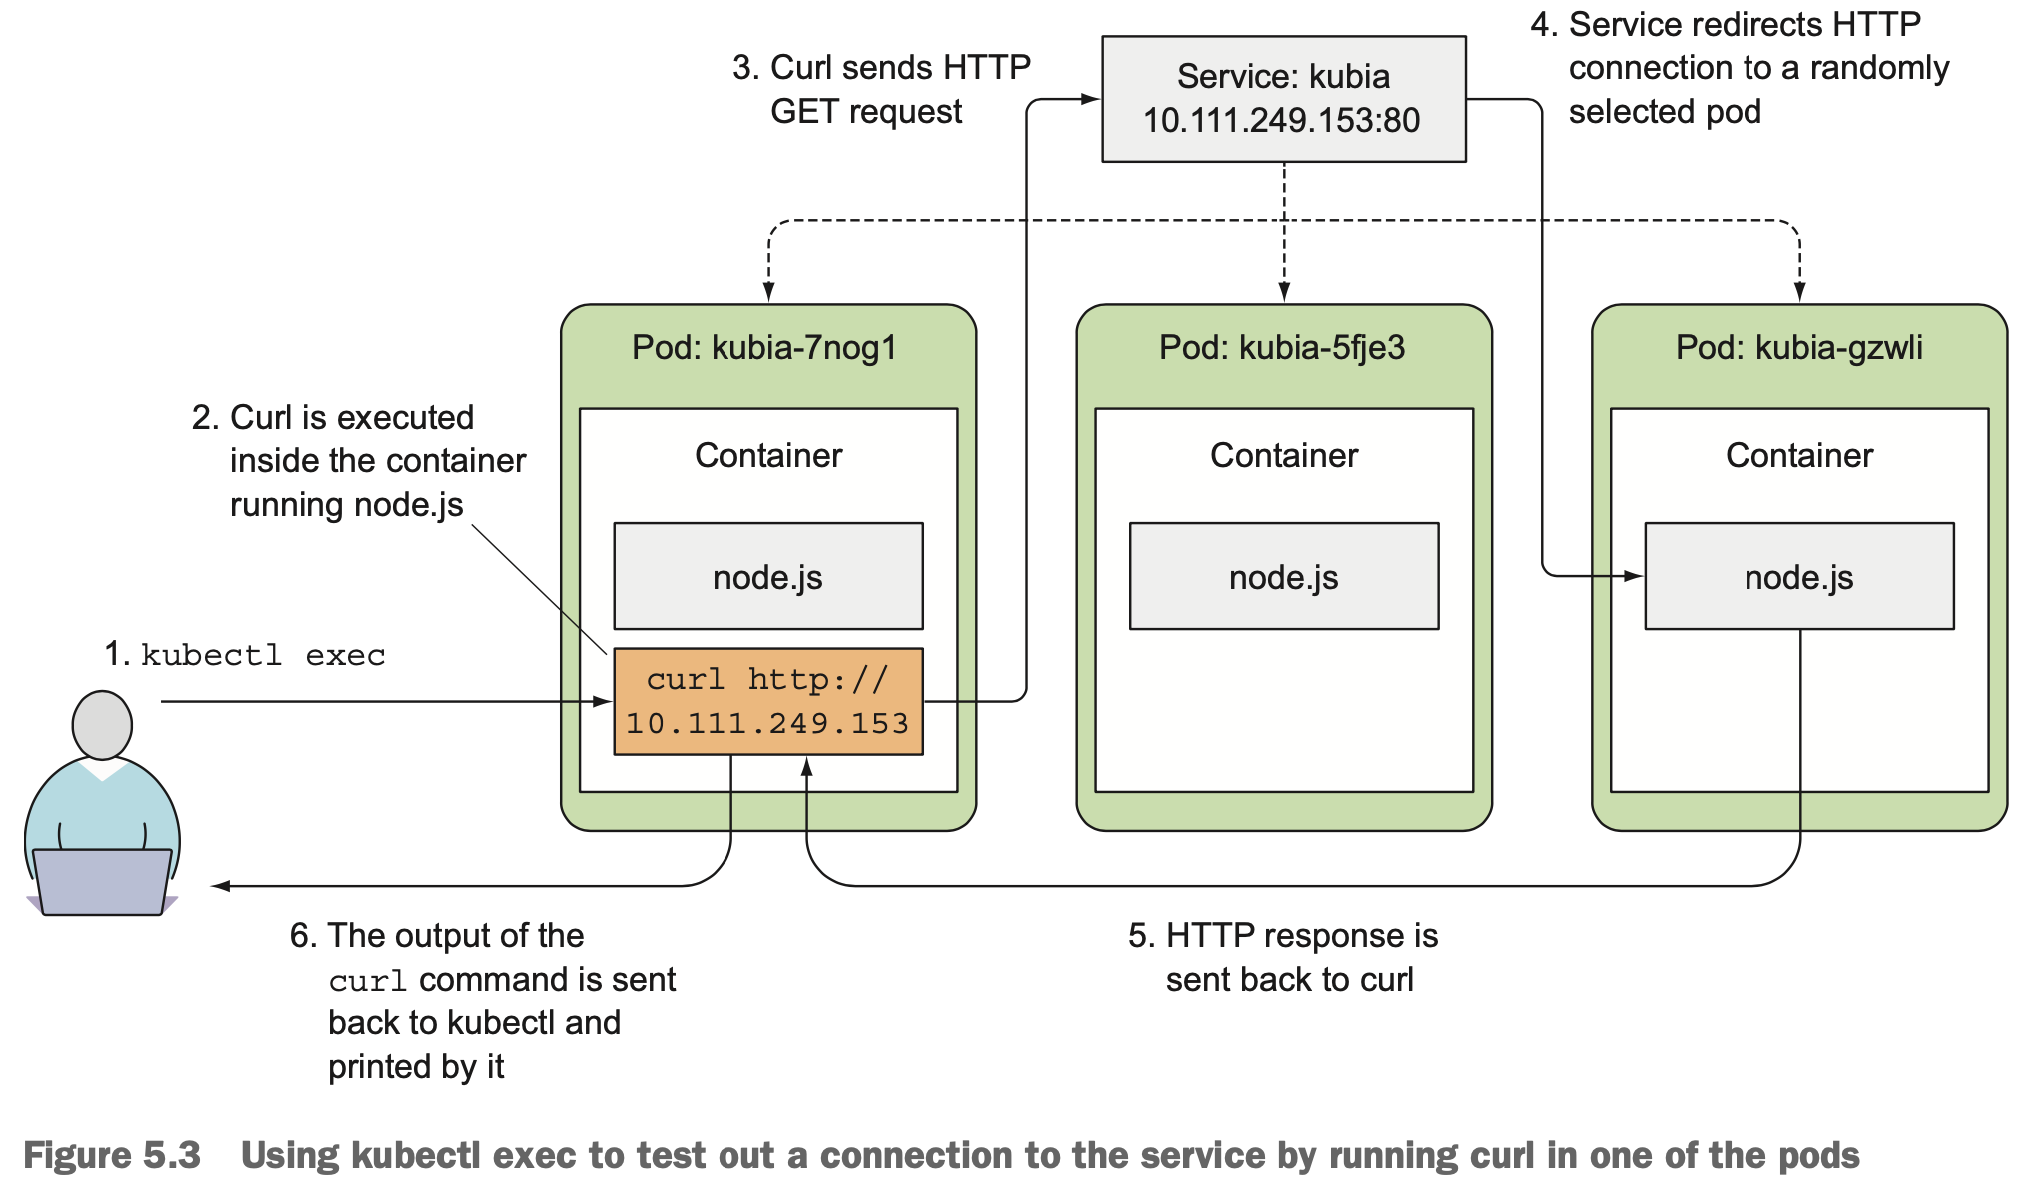 3. Curl sends HTTP
GET request
Service: kubia
10.111.249.153:80
4. Service redirects HTTP
connection to a randomly
selected pod
Pod: kubia-7nog1
Pod: kubia-5fje3
Pod: kubia-gzwli
2. Curl is executed
inside the container
running node.js
Container
Container
Container
node.js
node.js
node.js
1. kubectl exec
curl http://
10.111.249.153
6. The output of the
curl command is sent
back to kubectl and
printed by it
5. HTTP response is
sent back to curl
Figure 5.3 Using kubectl exec to test out a connection to the service by running curl in one of the pods